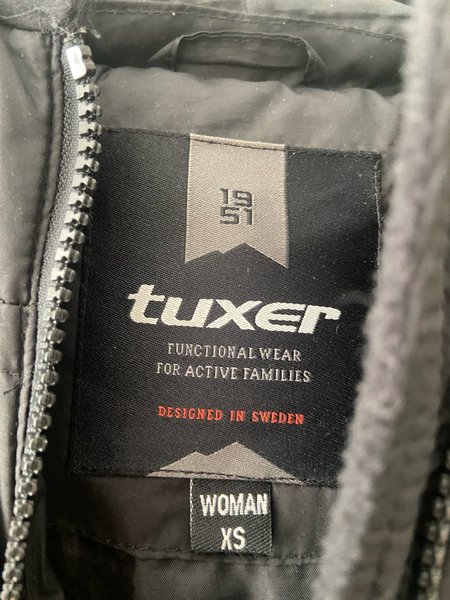 19
51
tuxer
FUNCTIONAL WEAR
FOR ACTIVE FAMILIES
DESIGNED IN SWEDEN
WOMAN
XS